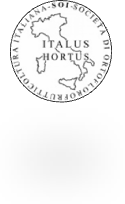 ·SOI·SOCIETÀ DI ORTOFLOROFRUTTICOLTURA ITALIANA
ITALUS
HORTUS